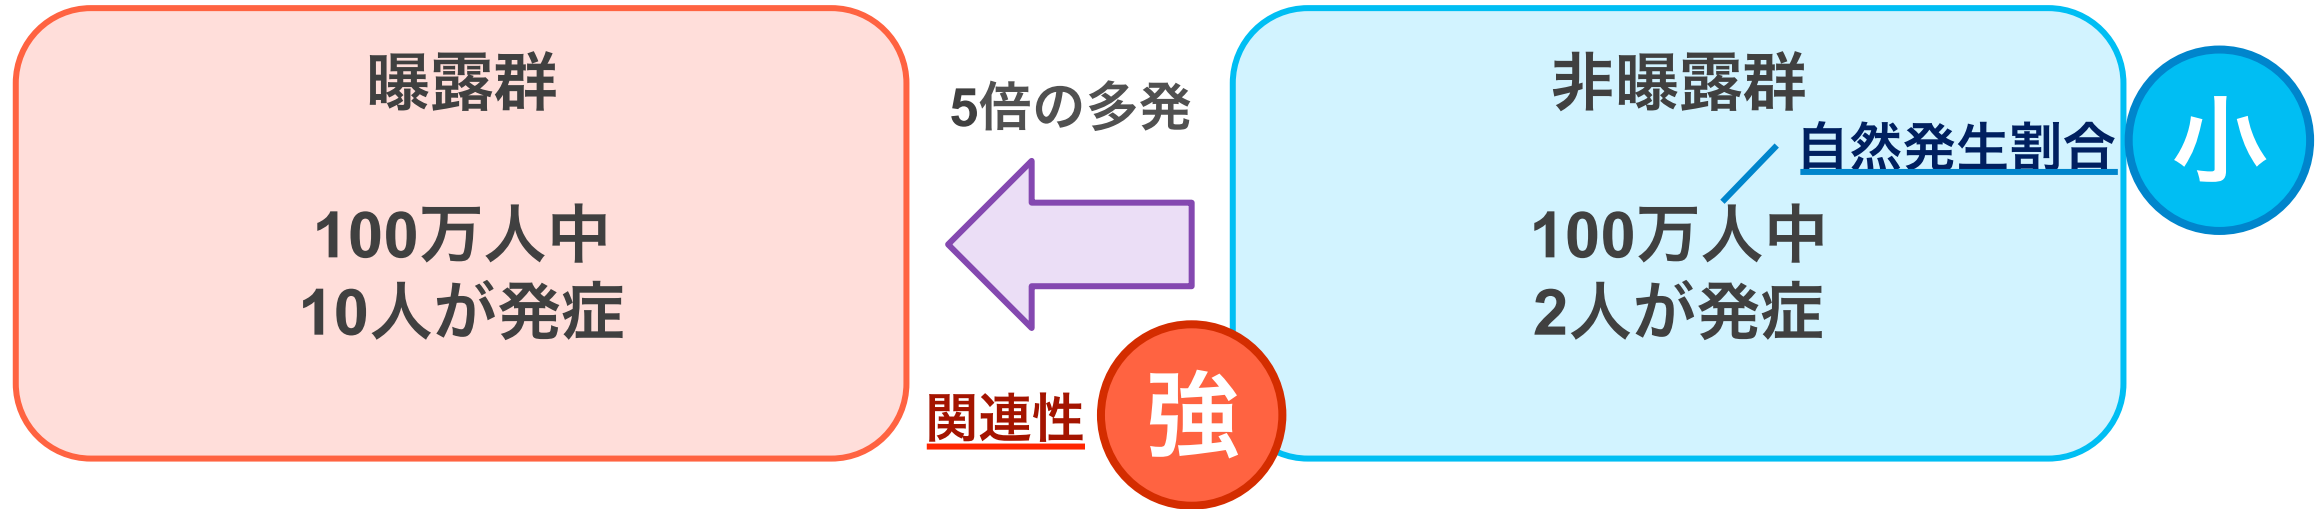 曝露群
100万人中
10人が発症
5倍の多発
関連性
強
非曝露群
自然発生割合
小
100万人中
2人が発症